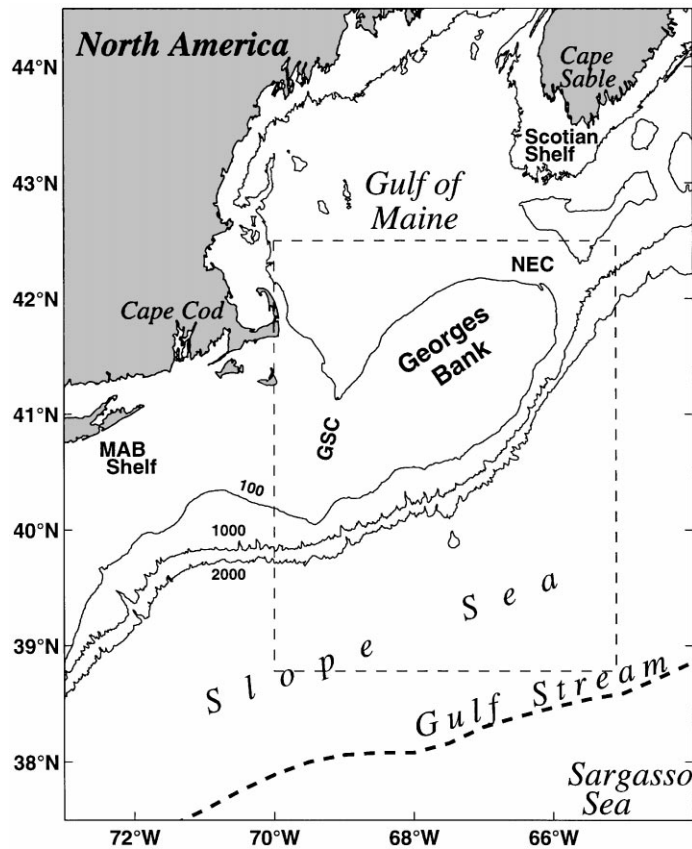 44°N
43°N
42°N
41°N
40°N
39°N
38°N
North America
Cape
Sable
Scotian
Shelf
Gulf of
Maine
NEC
Cape Cod
Georges
Bank
GSC
MAB
Shelf
100
1000
2000
Slope Sea
Gulf Stream
Sargasso
Sea
72°W
70°W
68°W
66°W